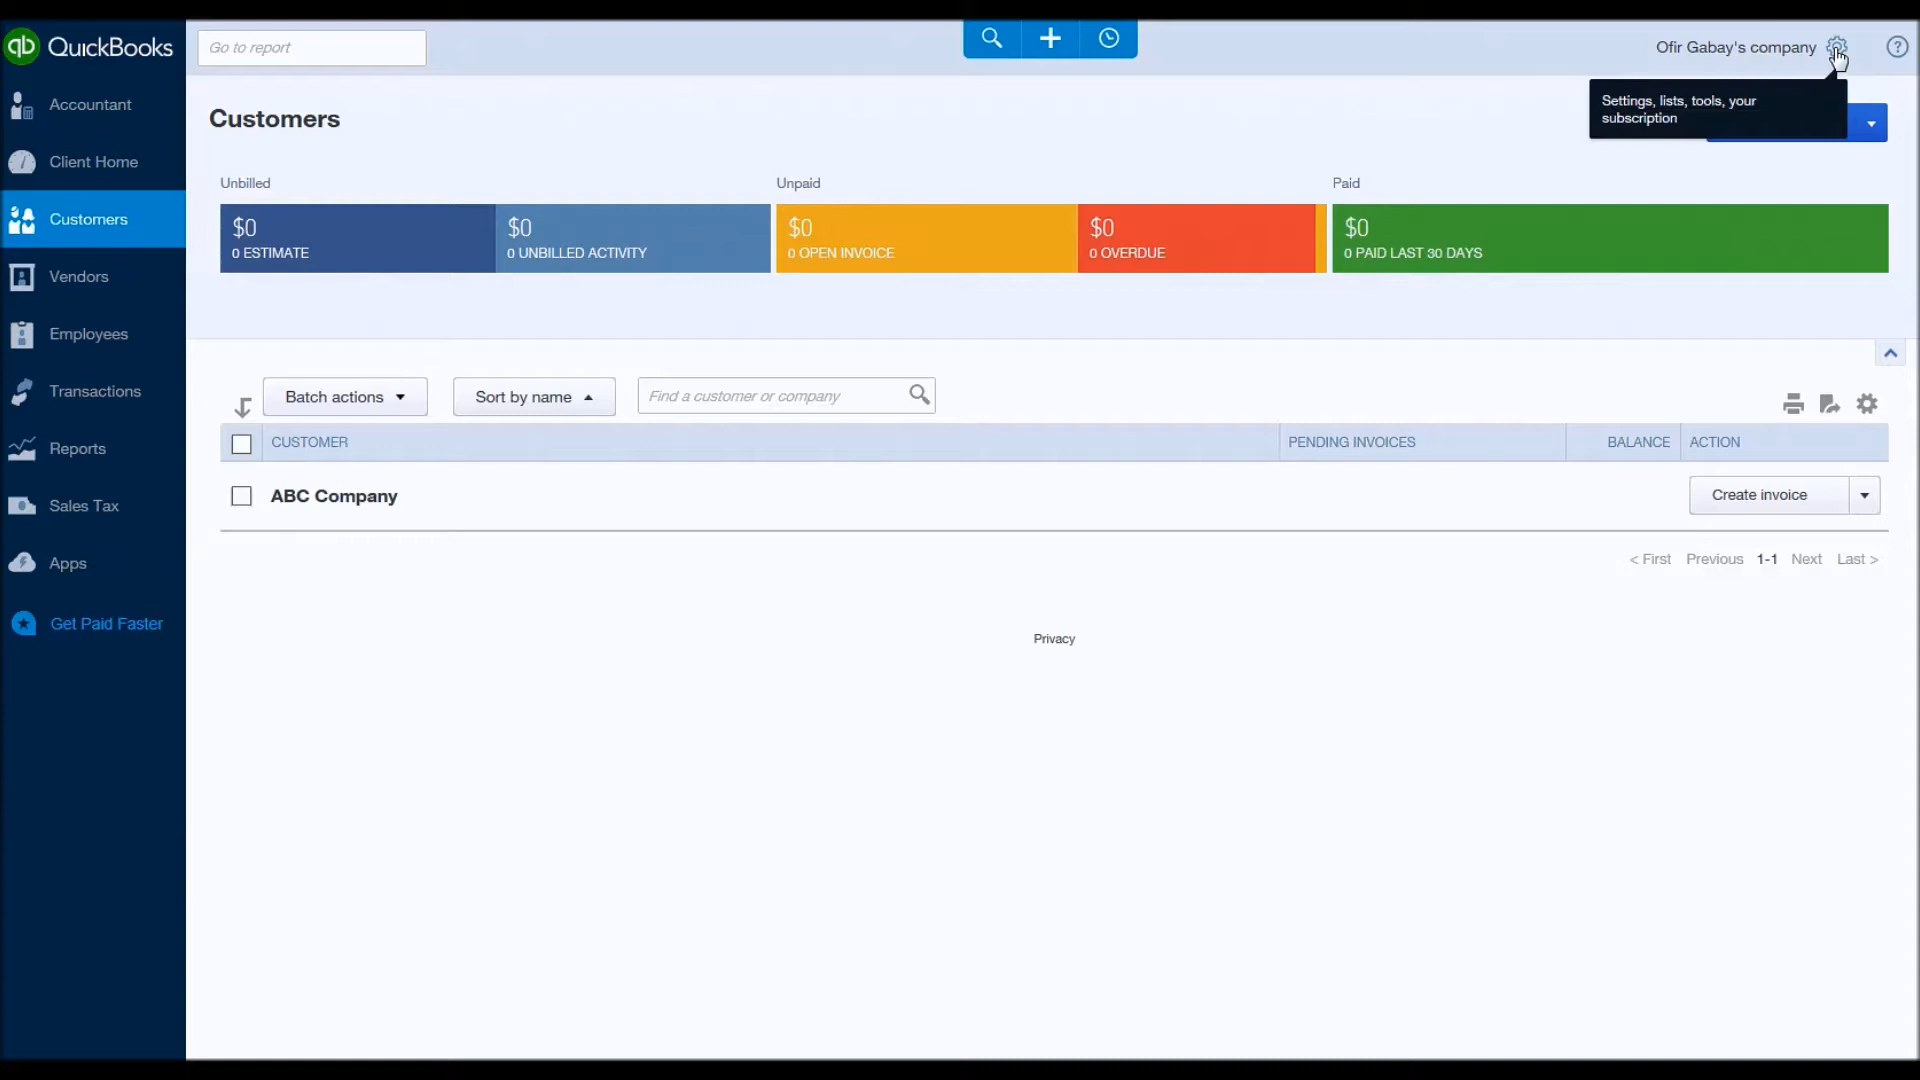 qb QuickBooks
Go to report
Ofir Gabay's company
?
Settings, lists, tools, your
subscription
Accountant
Client Home
Customers
Vendors
Employees
Transactions
Reports
Sales Tax
Apps
Get Paid Faster
Customers
Unbilled
Unpaid
Paid
$0
0 ESTIMATE
$0
0 UNBILLED ACTIVITY
$0
0 OPEN INVOICE
$0
0 OVERDUE
$0
0 PAID LAST 30 DAYS
Batch actions
Sort by name
Find a customer or company
CUSTOMER
PENDING INVOICES
BALANCE
ACTION
ABC Company
Create invoice
< First Previous 1-1 Next Last >
Privacy